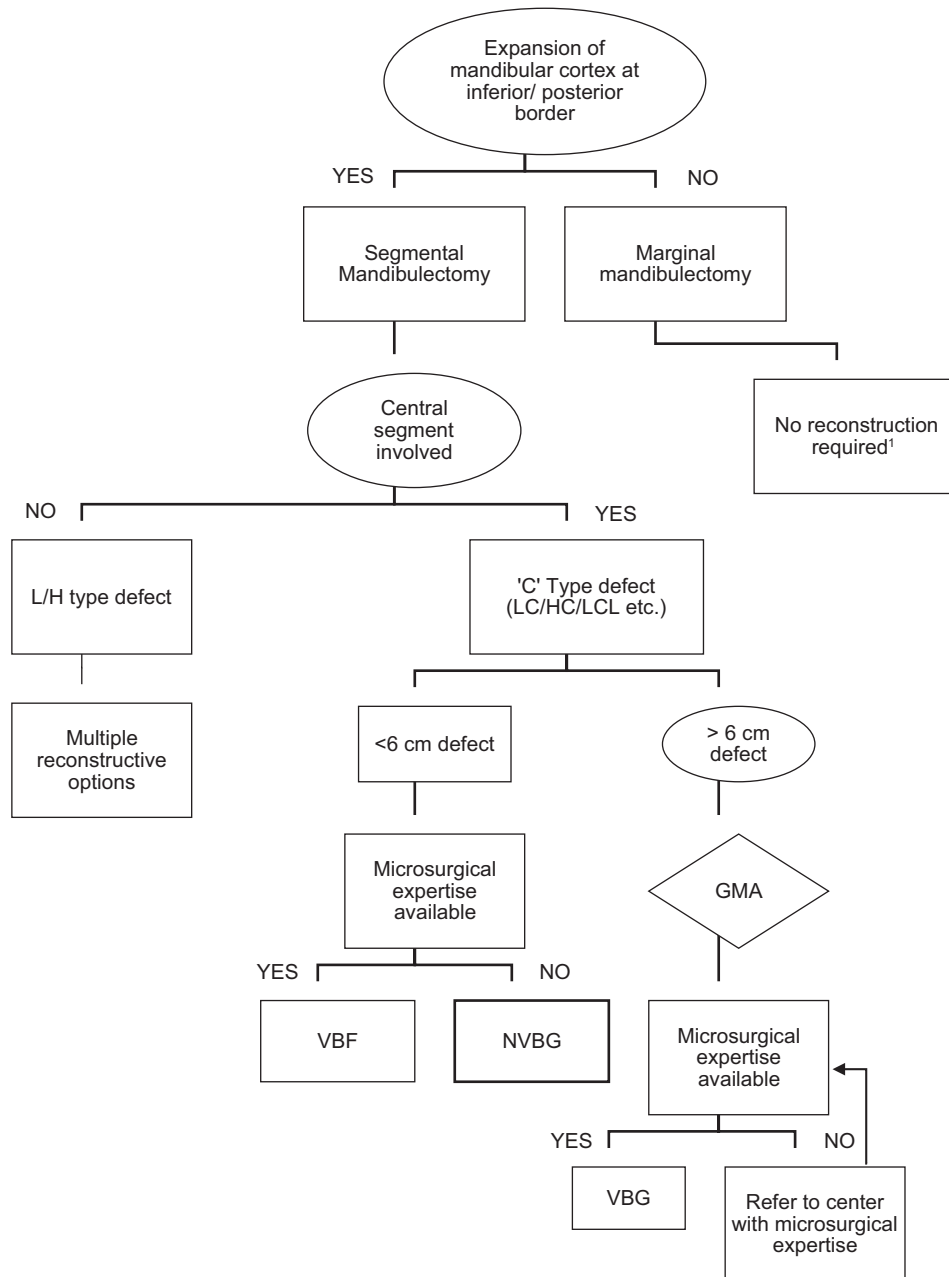 Expansion of
mandibular cortex at
inferior/ posterior
border
YES
NO
Segmental
Mandibulectomy
Marginal
mandibulectomy
Central
segment
involved
No reconstruction
required¹
NO
YES
L/H type defect
'C' Type defect
(LC/HC/LCL etc.)
Multiple
reconstructive
options
<6 cm defect
> 6 cm
defect
Microsurgical
expertise
available
GMA
YES
NO
VBF
NVBG
Microsurgical
expertise
available
YES
NO
VBG
Refer to center
with microsurgical
expertise